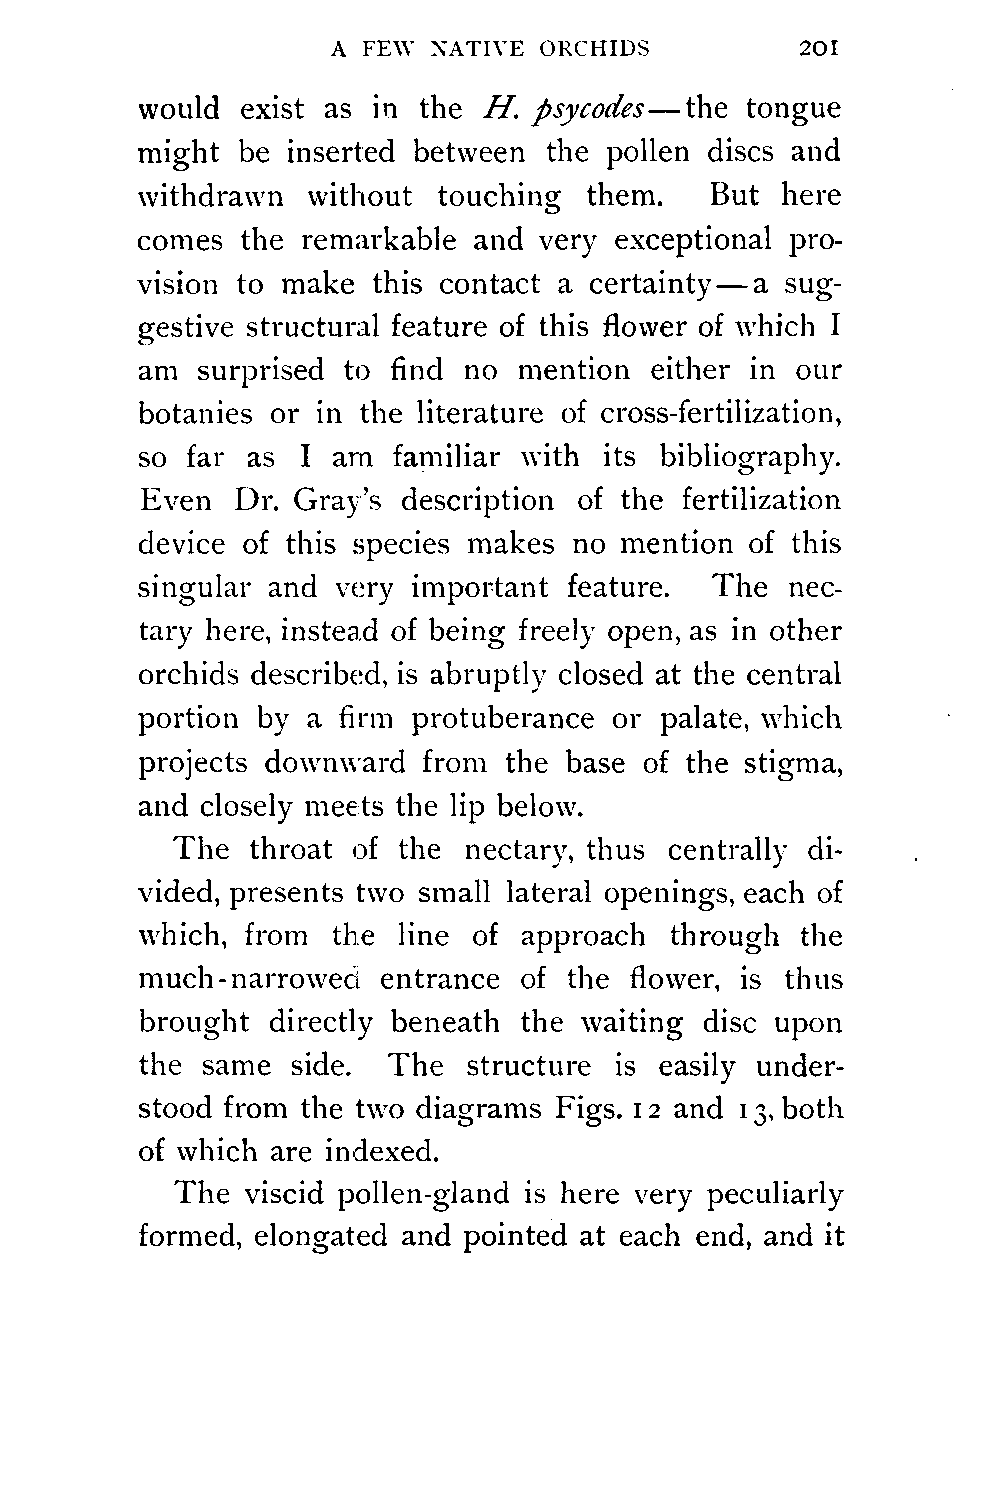 A FEW NATIVE ORCHIDS 201
would exist as in the H. psycodes—the tongue
might be inserted between the pollen discs and
withdrawn without touching them. But here
comes the remarkable and very exceptional pro-
vision to make this contact a certainty—a sug-
gestive structural feature of this flower of which I
am surprised to find no mention either in our
botanies or in the literature of cross-fertilization,
so far as I am familiar with its bibliography.
Even Dr. Gray's description of the fertilization
device of this species makes no mention of this
singular and very important feature. The nec-
tary here, instead of being freely open, as in other
orchids described, is abruptly closed at the central
portion by a firm protuberance or palate, which
projects downward from the base of the stigma,
and closely meets the lip below.
The throat of the nectary, thus centrally di-
vided, presents two small lateral openings, each of
which, from the line of approach through the
much-narrowed entrance of the flower, is thus
brought directly beneath the waiting disc upon
the same side. The structure is easily under-
stood from the two diagrams Figs. 12 and 13, both
of which are indexed.
The viscid pollen-gland is here very peculiarly
formed, elongated and pointed at each end, and it